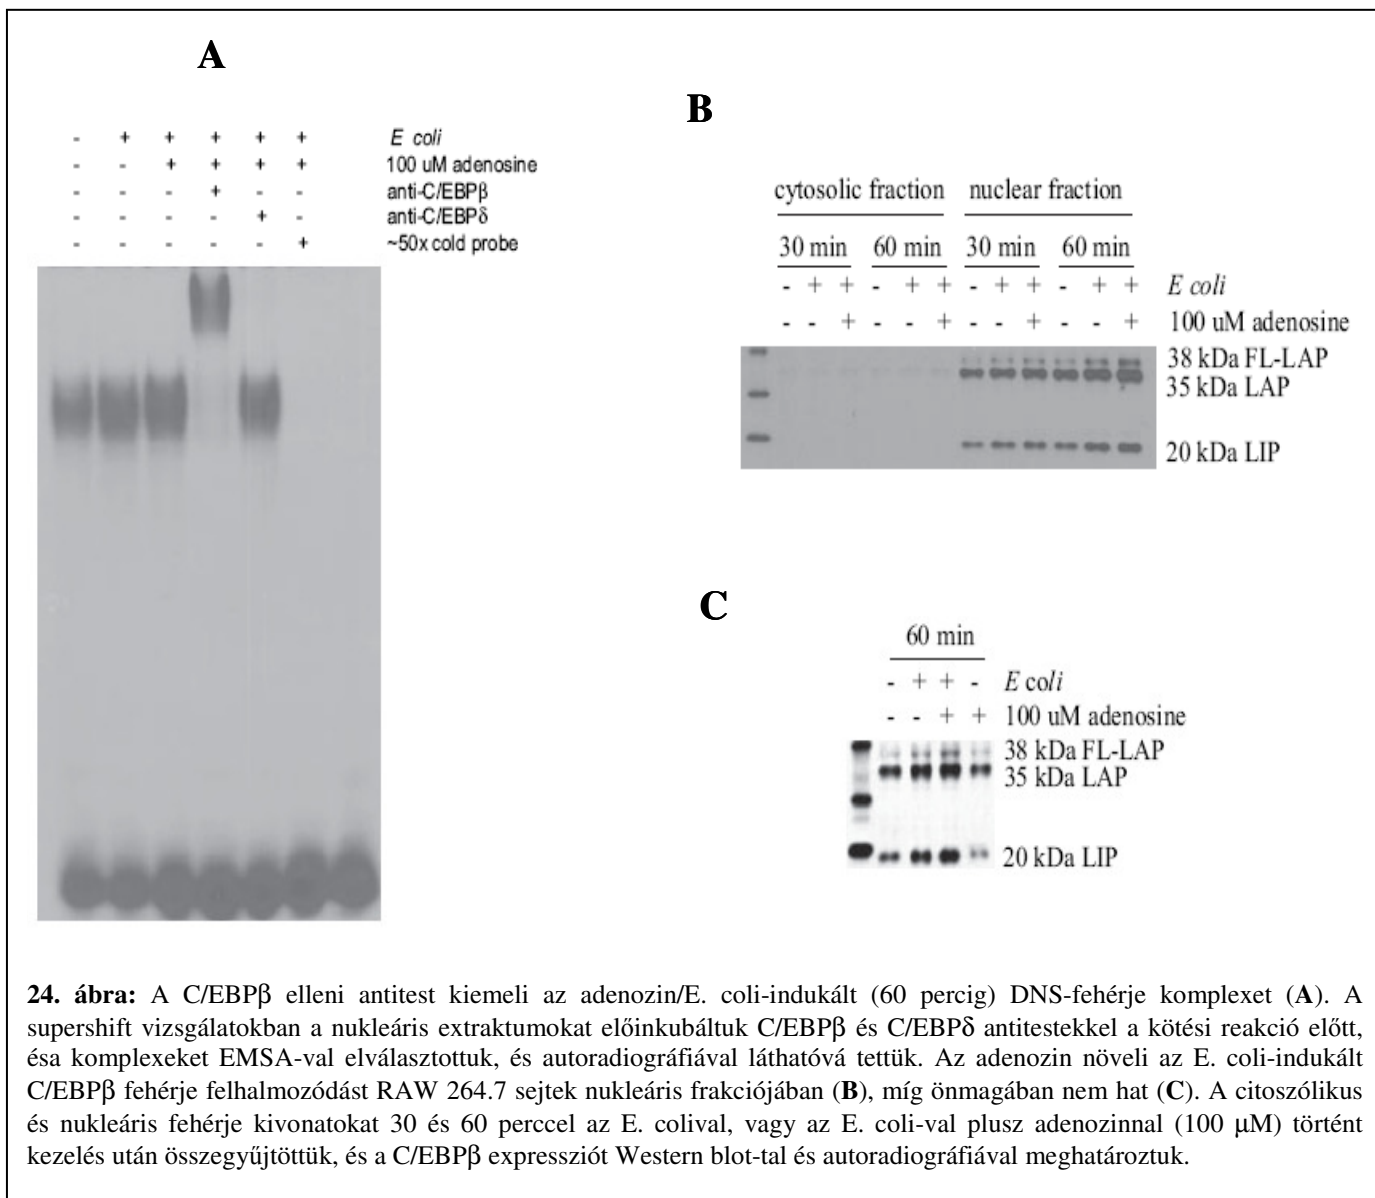 A
- + + + + + E coli
- - + + + + 100 uM adenosine
- - - + - - anti-C/EBPβ
- - - - + - anti-C/EBPδ
- - - - - + ~50x cold probe
B
cytosolic fraction nuclear fraction
30 min 60 min 30 min 60 min
- + + - + + - + + - + + E coli
- - + - - + - - + - - + 100 uM adenosine
38 kDa FL-LAP
35 kDa LAP
20 kDa LIP
C
60 min
- + + - E coli
- - + + 100 uM adenosine
38 kDa FL-LAP
35 kDa LAP
20 kDa LIP
24. ábra: A C/EBPβ elleni antitest kiemeli az adenozin/E. coli-indukált (60 percig) DNS-fehérje komplexet (A). A
supershift vizsgálatokban a nukleáris extraktumokat előinkubáltuk C/EBPβ és C/EBPδ antitestekkel a kötési reakció előtt,
ésa komplexeket EMSA-val elválasztottuk, és autoradiográfiával láthatóvá tettük. Az adenozin növeli az E. coli-indukált
C/EBPβ fehérje felhalmozódást RAW 264.7 sejtek nukleáris frakciójában (B), míg önmagában nem hat (C). A citoszólikus
és nukleáris fehérje kivonatokat 30 és 60 perccel az E. colival, vagy az E. coli-val plusz adenozinnal (100 μM) történt
kezelés után összegyűjtöttük, és a C/EBPβ expressziót Western blot-tal és autoradiográfiával meghatároztuk.